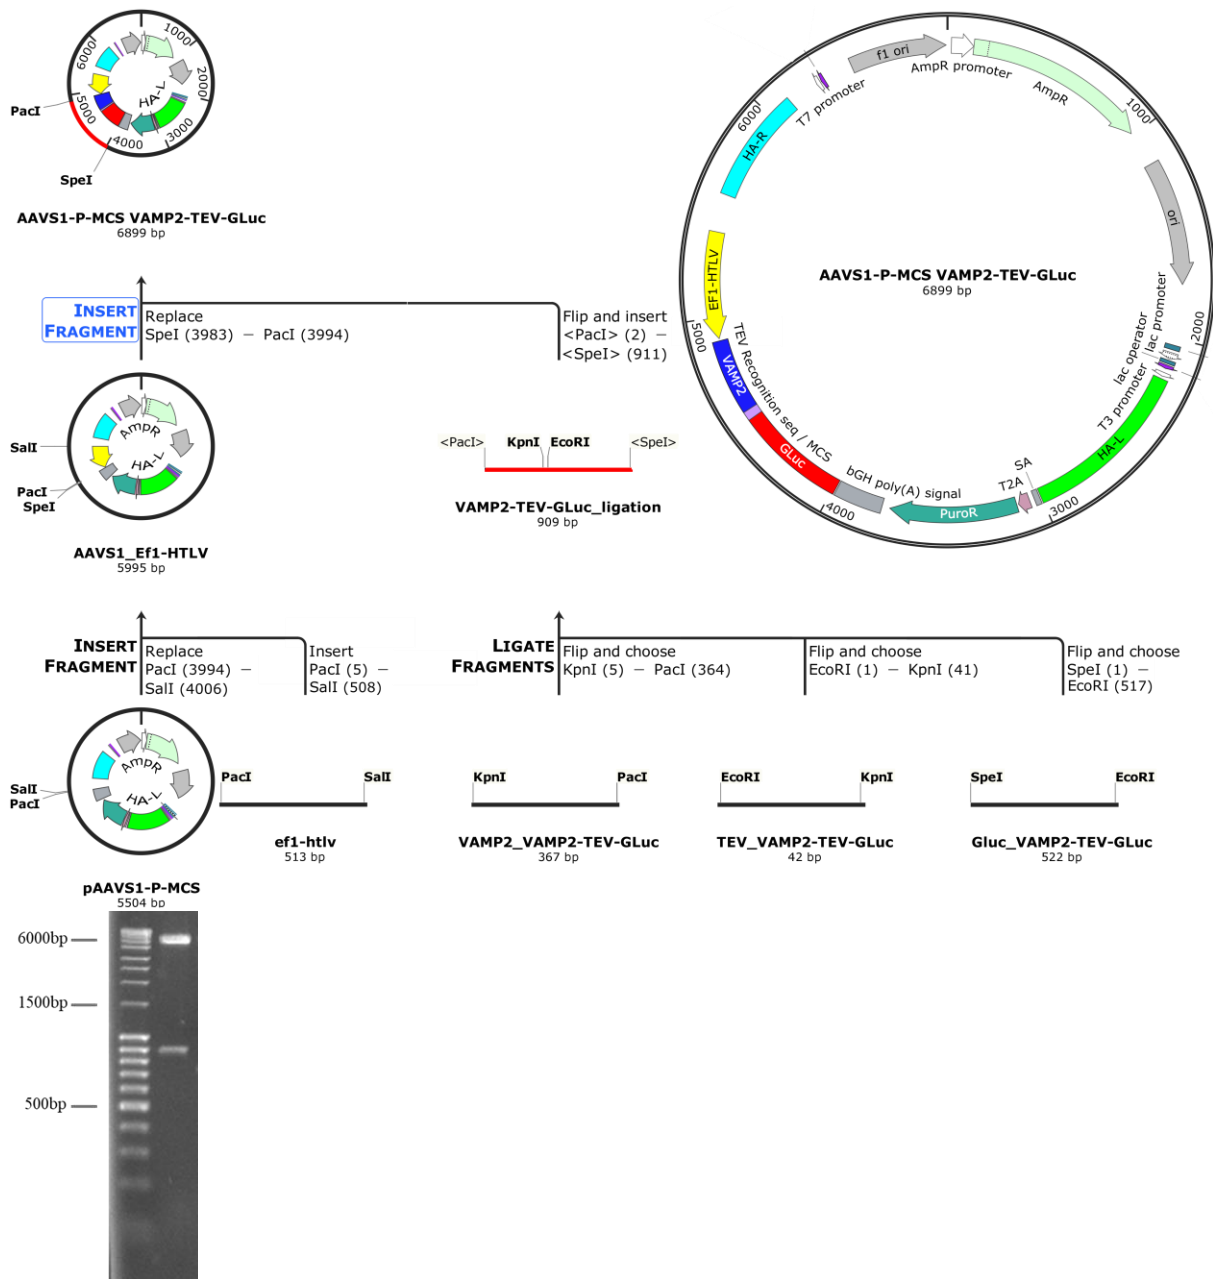 1000
2000
3000
4000
5000
6000
HA-L
PacI
SpeI
AAVS1-P-MCS VAMP2-TEV-GLuc
6899 bp
INSERT
FRAGMENT
Replace
SpeI (3983) – PacI (3994)
Flip and insert
<PacI> (2) –
<SpeI> (911)
f1 ori
AmpR promoter
AmpR
1000
ori
2000
lac promoter
lac operator
T3 promoter
HA-L
3000
SA
T2A
PuroR
bGH poly(A) signal
4000
GLuc
TEV Recognition seq / MCS
VAMP2
5000
EF1-HTLV
HA-R
6000
T7 promoter
AAVS1-P-MCS VAMP2-TEV-GLuc
6899 bp
AmpR
HA-L
SalI
PacI
SpeI
AAVS1_Ef1-HTLV
5995 bp
<PacI>
KpnI
EcoRI
<SpeI>
VAMP2-TEV-GLuc_ligation
909 bp
INSERT
FRAGMENT
Replace
PacI (3994) –
SalI (4006)
Insert
PacI (5) –
SalI (508)
LIGATE
FRAGMENTS
Flip and choose
KpnI (5) – PacI (364)
Flip and choose
EcoRI (1) – KpnI (41)
Flip and choose
SpeI (1) –
EcoRI (517)
AmpR
HA-L
SalI
PacI
pAAVS1-P-MCS
5504 bp
PacI
SalI
ef1-htlv
513 bp
KpnI
PacI
VAMP2_VAMP2-TEV-GLuc
367 bp
EcoRI
KpnI
TEV_VAMP2-TEV-GLuc
42 bp
SpeI
EcoRI
Gluc_VAMP2-TEV-GLuc
522 bp
6000bp
1500bp
500bp